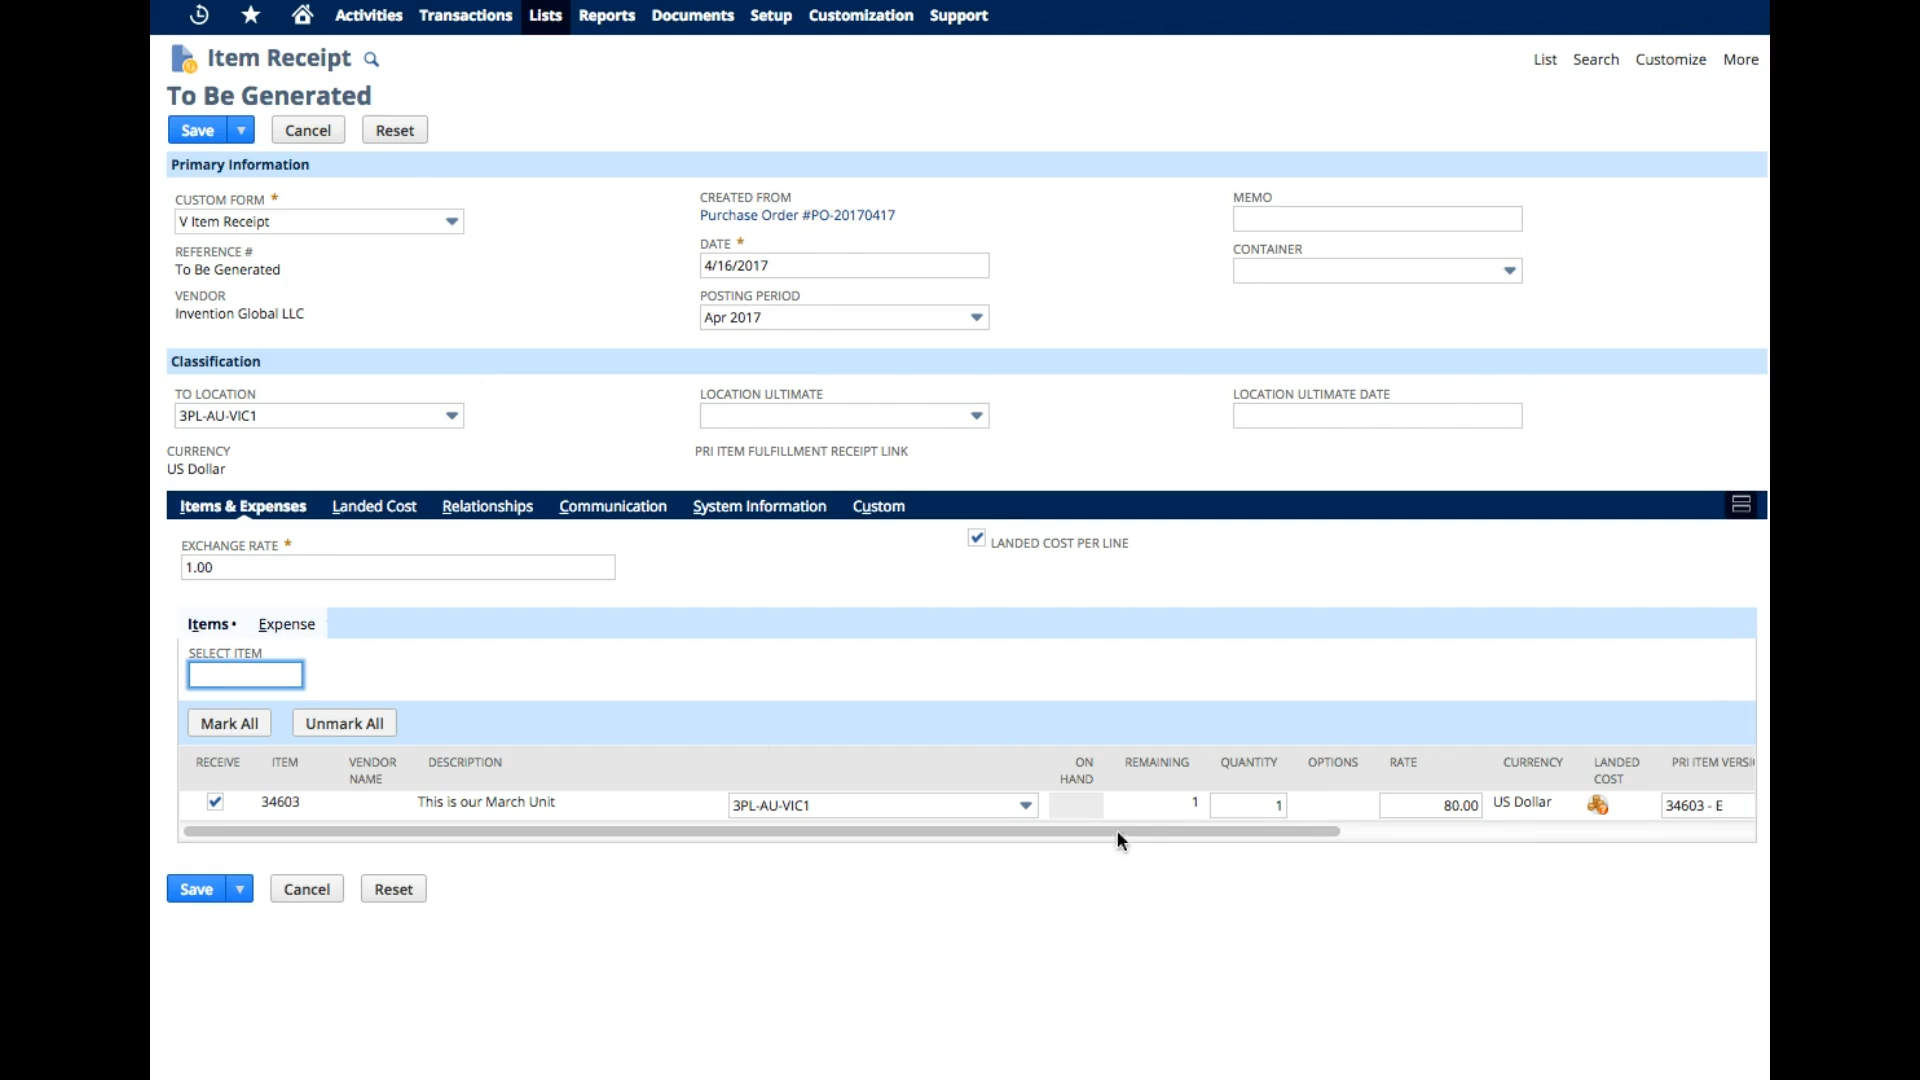 Activities Transactions Lists Reports Documents Setup Customization Support
Item Receipt
List Search Customize More
To Be Generated
Save Cancel Reset
Primary Information
CUSTOM FORM *
V Item Receipt
REFERENCE #
To Be Generated
VENDOR
Invention Global LLC
CREATED FROM
Purchase Order #PO-20170417
DATE *
4/16/2017
POSTING PERIOD
Apr 2017
MEMO
CONTAINER
Classification
TO LOCATION
3PL-AU-VIC1
LOCATION ULTIMATE
LOCATION ULTIMATE DATE
CURRENCY
US Dollar
PRI ITEM FULFILLMENT RECEIPT LINK
Items & Expenses Landed Cost Relationships Communication System Information Custom
EXCHANGE RATE *
1.00
LANDED COST PER LINE
Items • Expense
SELECT ITEM
Mark All Unmark All
RECEIVE ITEM VENDOR NAME DESCRIPTION ON HAND REMAINING QUANTITY OPTIONS RATE CURRENCY LANDED COST PRI ITEM VERSI
34603 This is our March Unit 3PL-AU-VIC1 1 1 80.00 US Dollar 34603 - E
Save Cancel Reset